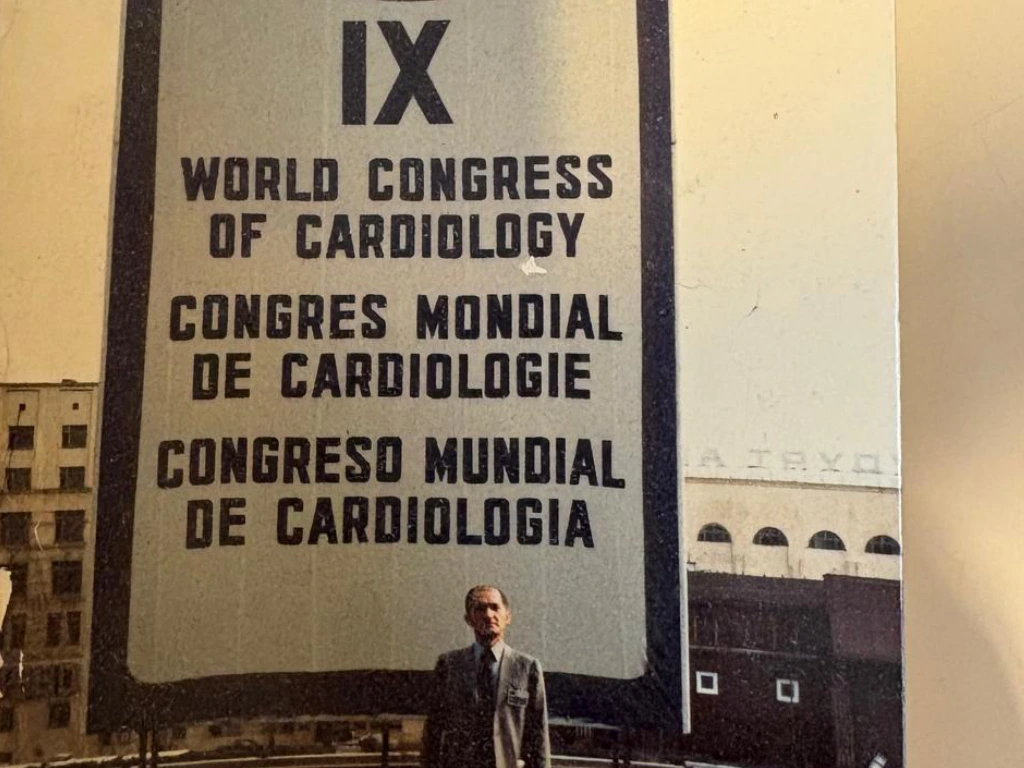 IX
WORLD CONGRESS
OF CARDIOLOGY
CONGRES MONDIAL
DE CARDIOLOGIE
CONGRESO MUNDIAL
DE CARDIOLOGIA